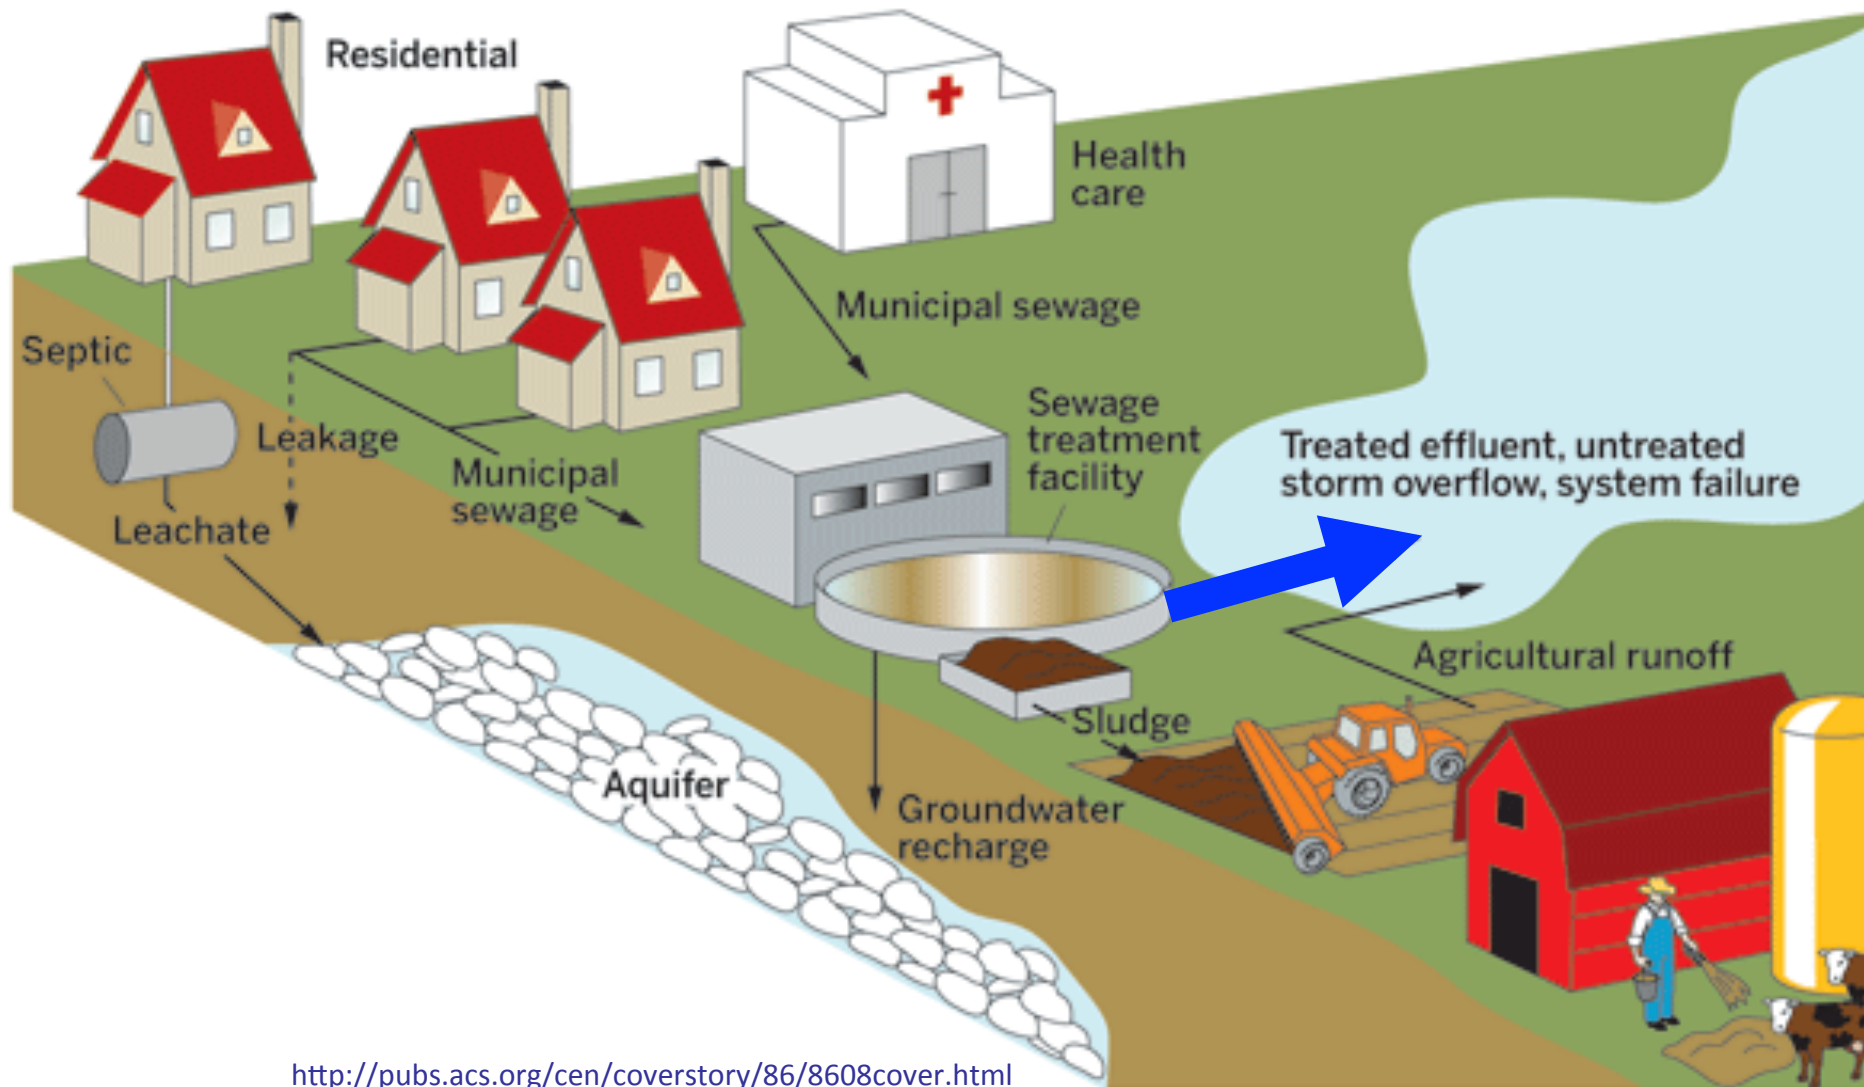 Residential
Health
care
Municipal sewage
Septic
Leakage
Sewage
treatment
facility
Municipal
sewage
Treated effluent, untreated
storm overflow, system failure
Leachate
Agricultural runoff
Sludge
Aquifer
Groundwater
recharge
http://pubs.acs.org/cen/coverstory/86/8608cover.html